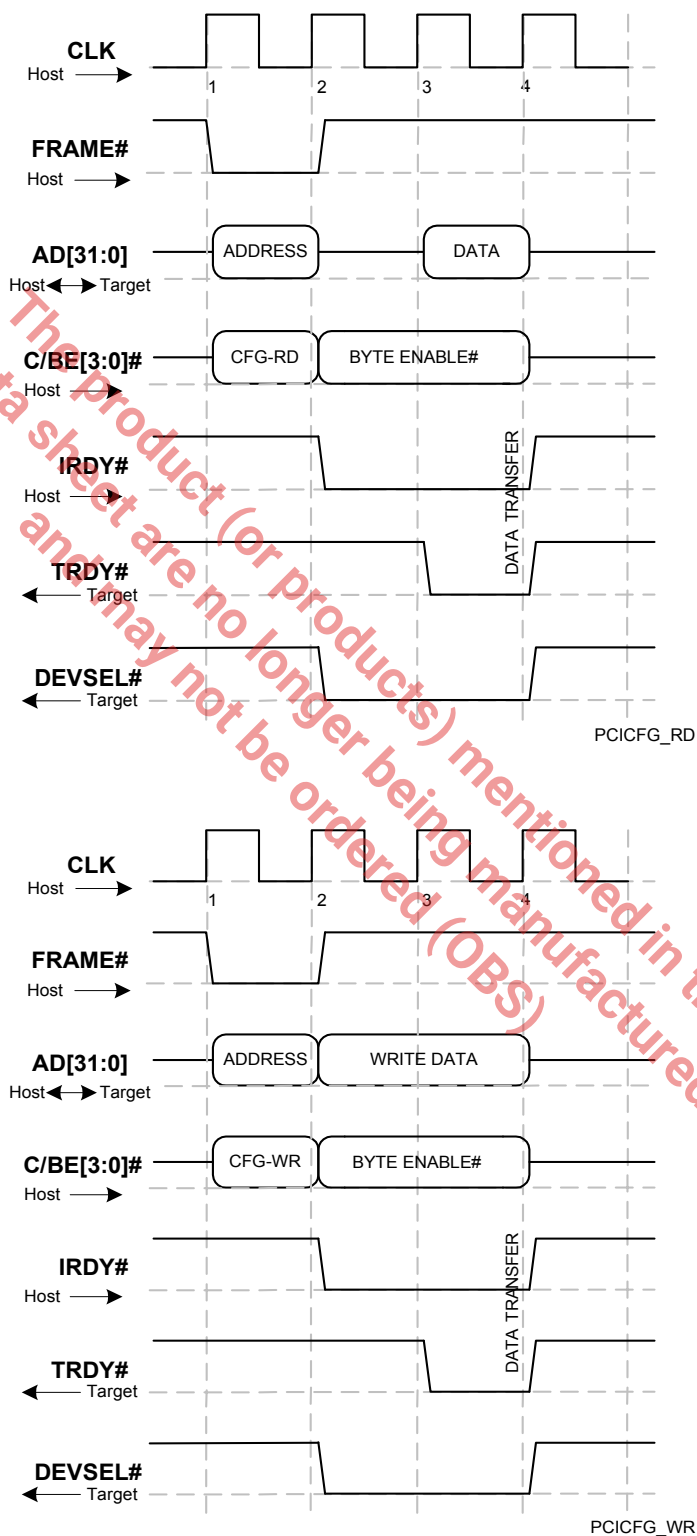 CLK
Host
1 2 3 4
FRAME#
Host
AD[31:0]
Host Target
ADDRESS DATA
C/BE[3:0]#
Host
CFG-RD BYTE ENABLE#
IRDY#
Host
DATA TRANSFER
TRDY#
Target
DEVSEL#
Target
PCICFG_RD
CLK
Host
1 2 3 4
FRAME#
Host
AD[31:0]
Host Target
ADDRESS WRITE DATA
C/BE[3:0]#
Host
CFG-WR BYTE ENABLE#
IRDY#
Host
DATA TRANSFER
TRDY#
Target
DEVSEL#
Target
PCICFG_WR
The product (or products) mentioned in
sheet are no longer being manufactured
and may not be ordered (OBS)